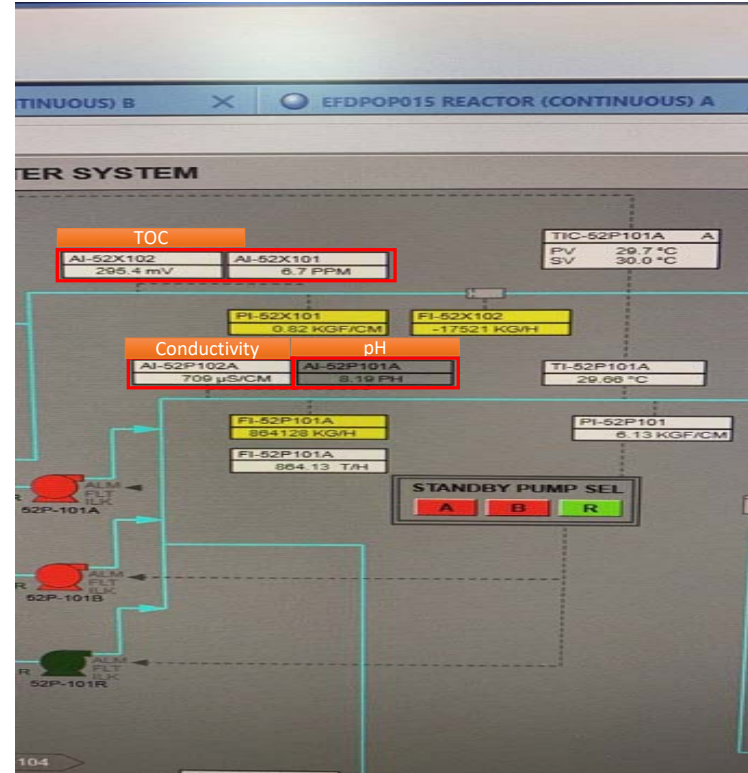 TINUOUS) B
EFDPOP015 REACTOR (CONTINUOUS) A
TER SYSTEM
TOC
AI-52X102
295.4 mV
AI-52X101
6.7 PPM
TIC-52P101A A
PV 29.7 °C
SV 30.0 °C
PI-52X101
0.82 KGF/CM
FI-52X102
-17521 KG/H
Conductivity
pH
AI-52P102A
709 µS/CM
AI-52P101A
8.19 PH
TI-52P101A
29.66 °C
FI-52P101A
864128 KG/H
PI-52P101
6.13 KGF/CM
FI-52P101A
864.13 T/H
STANDBY PUMP SEL
A B R
R
ALM
FLT
ILK
52P-101A
R
ALM
FLT
ILK
52P-101B
R
ALM
FLT
ILK
52P-101R
104